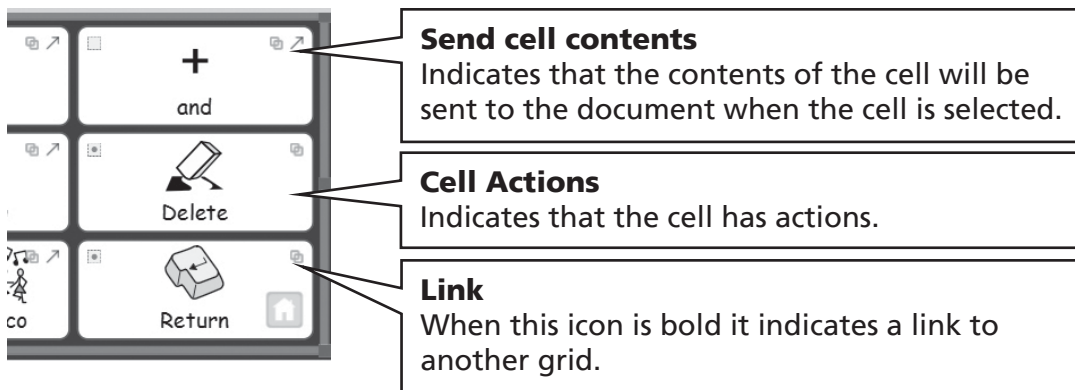 +
and
Send cell contents
Indicates that the contents of the cell will be
sent to the document when the cell is selected.
Delete
Cell Actions
Indicates that the cell has actions.
co
Return
Link
When this icon is bold it indicates a link to
another grid.